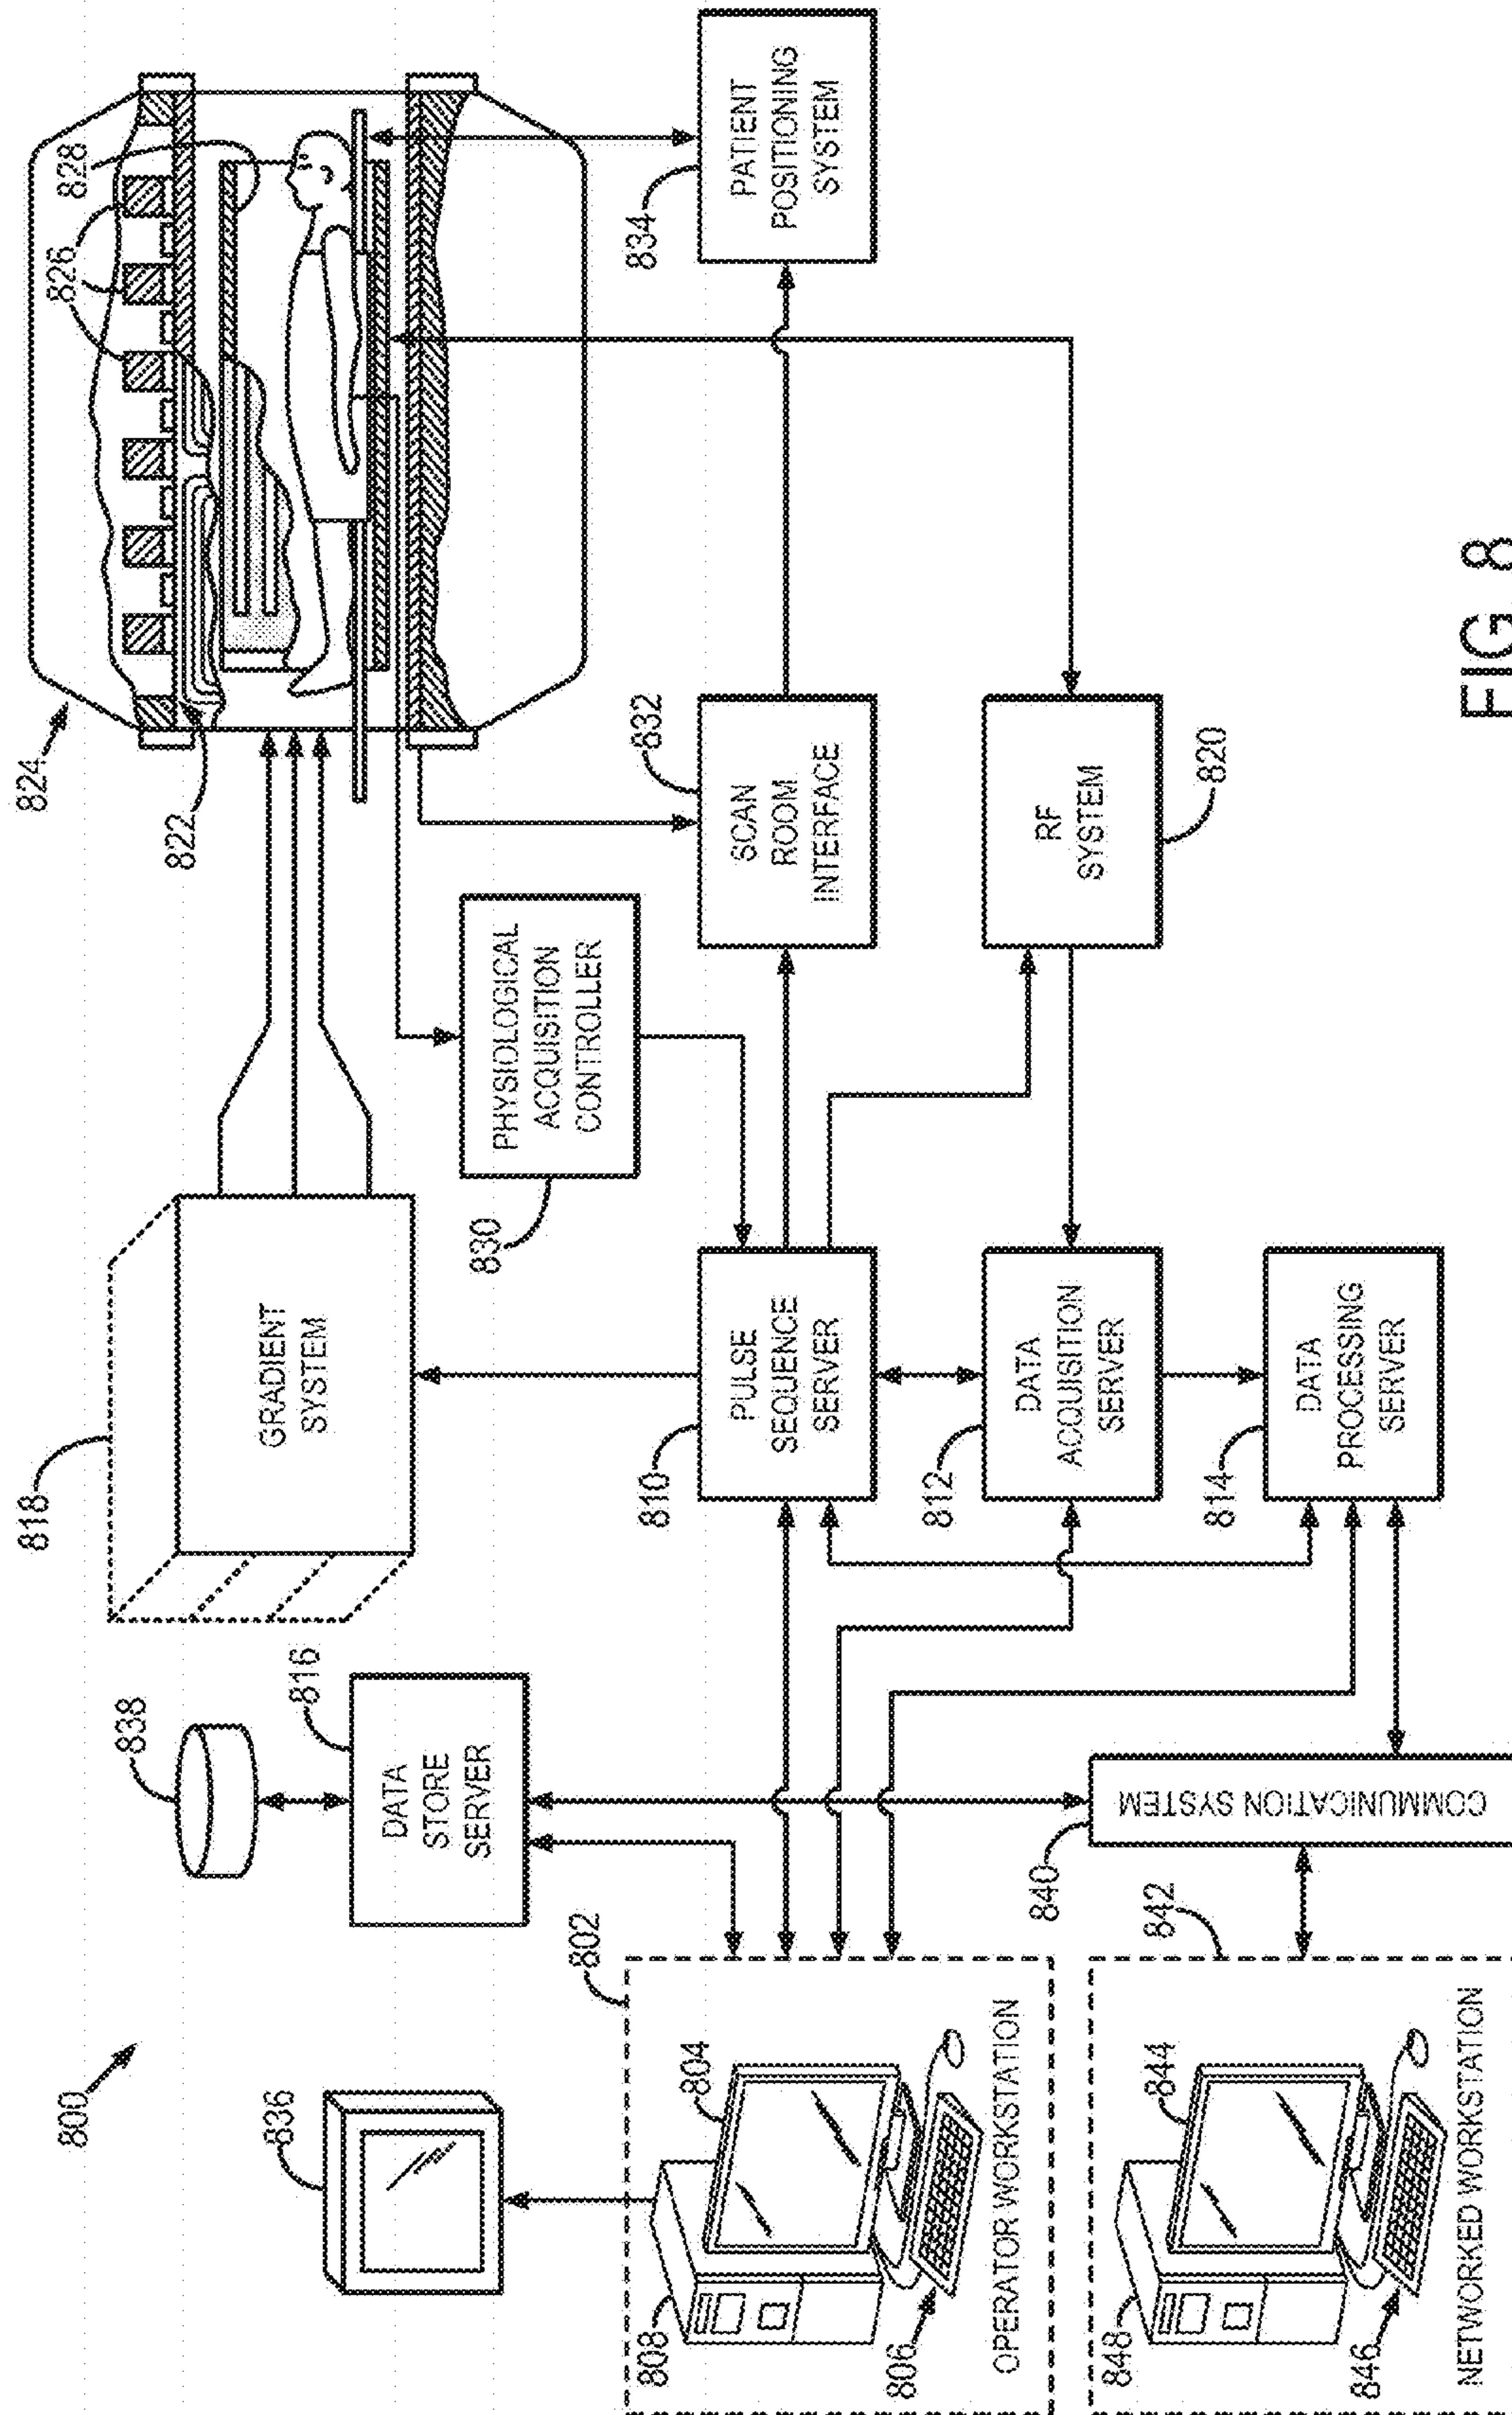 800
836
838
816
DATA
STORE
SERVER
818
GRADIENT
SYSTEM
824
822
826
828
802
804
808
806
OPERATOR WORKSTATION
810
PULSE
SEQUENCE
SERVER
830
PHYSIOLOGICAL
ACQUISITION
CONTROLLER
832
SCAN
ROOM
INTERFACE
834
PATIENT
POSITIONING
SYSTEM
812
DATA
ACQUISITION
SERVER
RF
SYSTEM
820
840
COMMUNICATION SYSTEM
814
DATA
PROCESSING
SERVER
842
844
848
846
NETWORKED WORKSTATION
FIG. 8